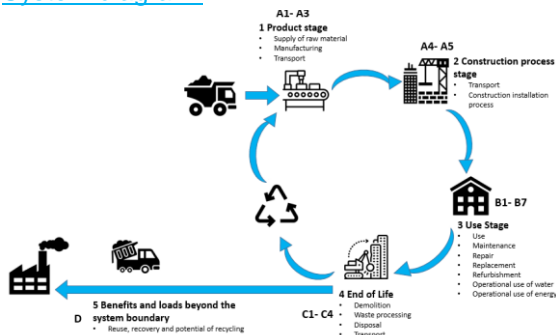 System diagram
A1- A3
1 Product stage
• Supply of raw material
• Manufacturing
• Transport
A4- A5
2 Construction process
stage
• Transport
• Construction installation
process
B1- B7
3 Use Stage
• Use
• Maintenance
• Repair
• Replacement
• Refurbishment
• Operational use of water
• Operational use of energy
4 End of Life
C1- C4
• Demolition
• Waste processing
• Disposal
• Transport
5 Benefits and loads beyond the
D system boundary
• Reuse, recovery and potential of recycling